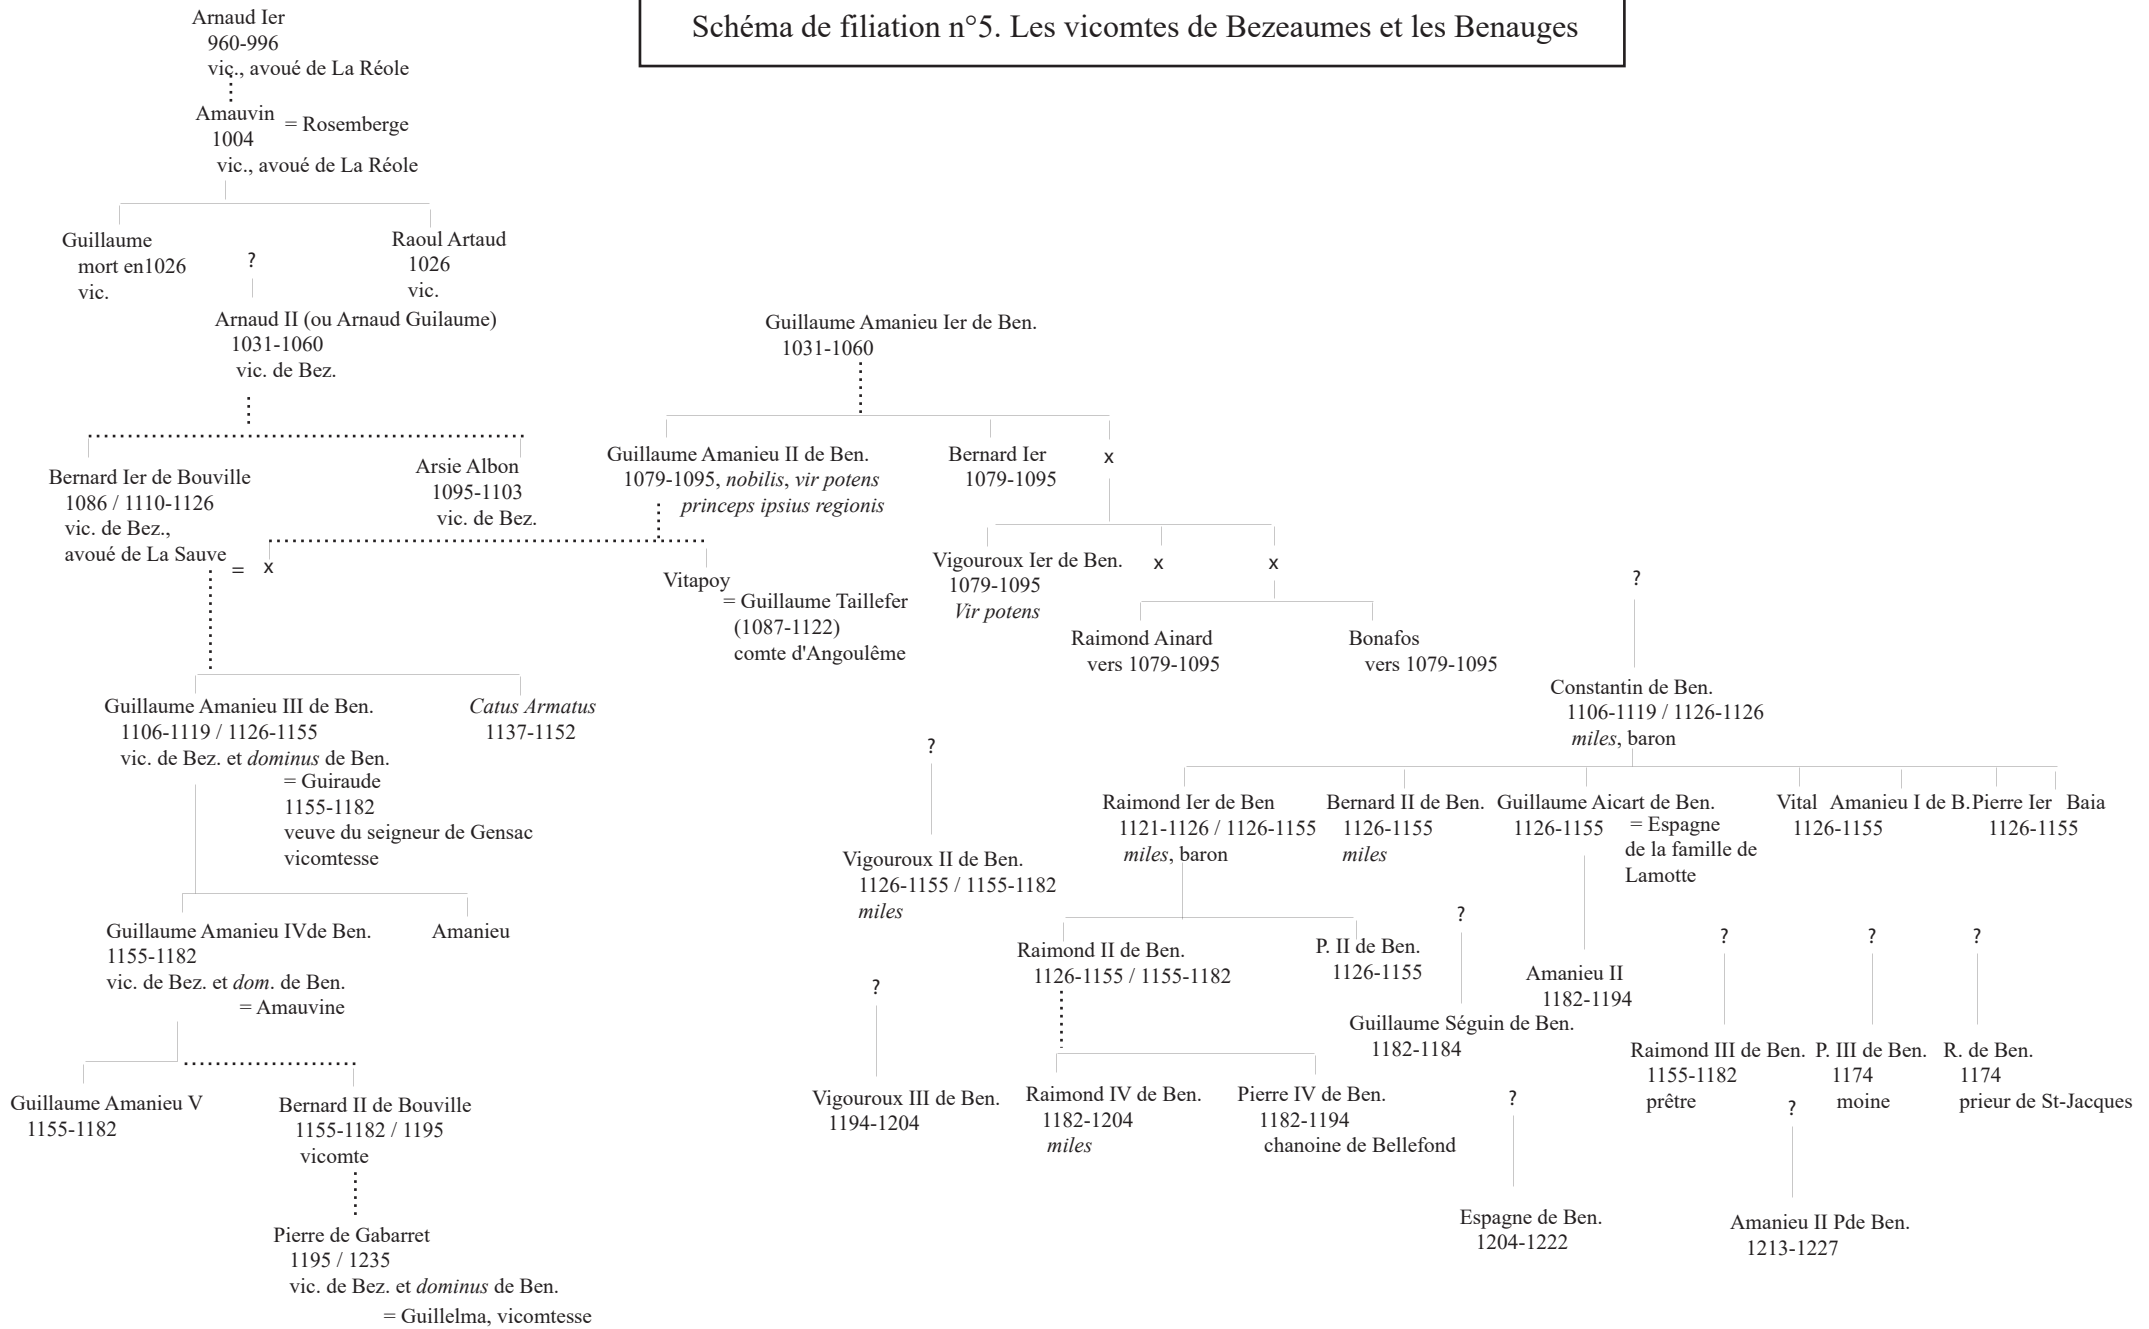 Schéma de filiation n°5. Les vicomtes de Bezeaumes et les Benauges
Arnaud Ier
960-996
vic., avoué de La Réole
Amauvin
= Rosemberge
1004
vic., avoué de La Réole
Guillaume
mort en1026
vic.
?
Raoul Artaud
1026
vic.
Arnaud II (ou Arnaud Guilaume)
1031-1060
vic. de Bez.
Guillaume Amanieu Ier de Ben.
1031-1060
Bernard Ier de Bouville
1086 / 1110-1126
vic. de Bez.,
avoué de La Sauve
= x
Arsie Albon
1095-1103
vic. de Bez.
Guillaume Amanieu II de Ben.
1079-1095, nobilis, vir potens
princeps ipsius regionis
Bernard Ier
1079-1095
x
Vitapoy
= Guillaume Taillefer
(1087-1122)
comte d'Angoulême
Vigouroux Ier de Ben.
1079-1095
Vir potens
x
x
Raimond Ainard
vers 1079-1095
Bonafos
vers 1079-1095
?
Constantin de Ben.
1106-1119 / 1126-1126
miles, baron
Guillaume Amanieu III de Ben.
1106-1119 / 1126-1155
vic. de Bez. et dominus de Ben.
= Guiraude
1155-1182
veuve du seigneur de Gensac
vicomtesse
Catus Armatus
1137-1152
?
Vigouroux II de Ben.
1126-1155 / 1155-1182
miles
Raimond Ier de Ben
1121-1126 / 1126-1155
miles, baron
Bernard II de Ben.
1126-1155
miles
Guillaume Aicart de Ben.
1126-1155
= Espagne
de la famille de
Lamotte
Vital
1126-1155
Amanieu I de B.
Pierre Ier
1126-1155
Baia
Guillaume Amanieu IVde Ben.
1155-1182
vic. de Bez. et dom. de Ben.
= Amauvine
Amanieu
Raimond II de Ben.
1126-1155 / 1155-1182
P. II de Ben.
1126-1155
?
Guillaume Séguin de Ben.
1182-1184
Amanieu II
1182-1194
?
Raimond III de Ben.
1155-1182
prêtre
?
P. III de Ben.
1174
moine
?
R. de Ben.
1174
prieur de St-Jacques
Guillaume Amanieu V
1155-1182
Bernard II de Bouville
1155-1182 / 1195
vicomte
?
Vigouroux III de Ben.
1194-1204
Raimond IV de Ben.
1182-1204
miles
Pierre IV de Ben.
1182-1194
chanoine de Bellefond
?
Espagne de Ben.
1204-1222
?
Amanieu II Pde Ben.
1213-1227
Pierre de Gabarret
1195 / 1235
vic. de Bez. et dominus de Ben.
= Guillelma, vicomtesse